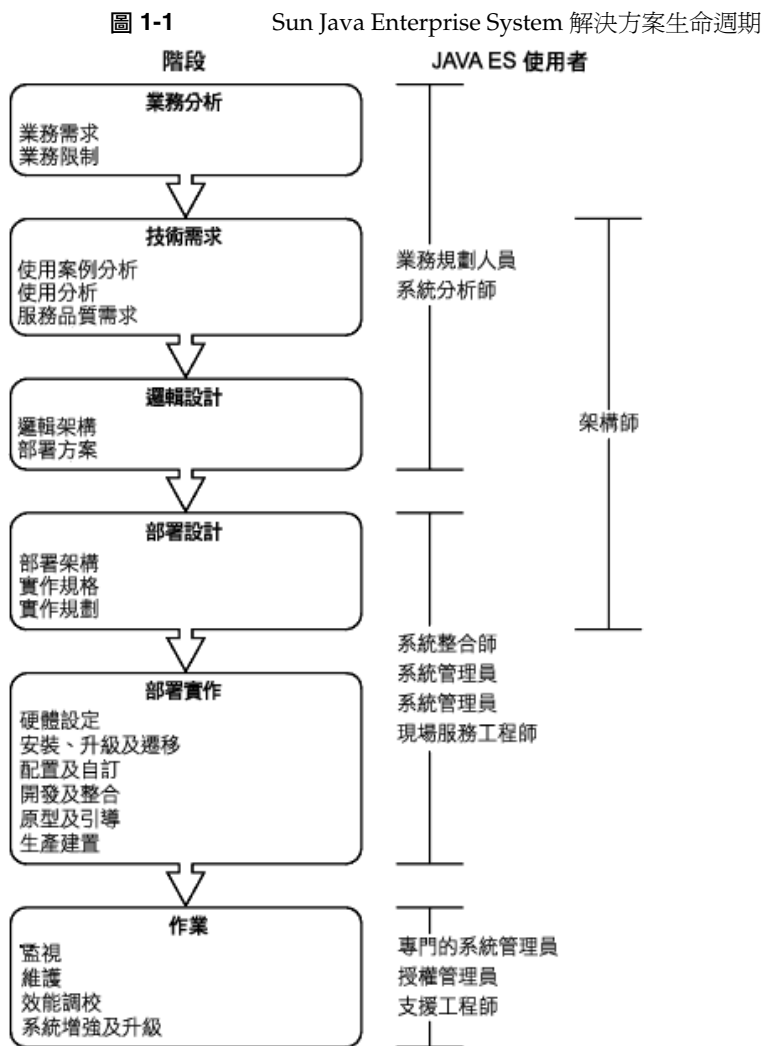 圖 1-1 Sun Java Enterprise System 解決方案生命週期
階段
JAVA ES 使用者
業務分析
業務需求
業務限制
技術需求
使用案例分析
使用分析
服務品質需求
業務規劃人員
系統分析師
邏輯設計
邏輯架構
部署方案
架構師
部署設計
部署架構
實作規格
實作規劃
系統整合師
系統管理員
系統管理員
現場服務工程師
部署實作
硬體設定
安裝、升級及遷移
配置及自訂
開發及整合
原型及引導
生產建置
作業
監視
維護
效能調校
系統增強及升級
專門的系統管理員
授權管理員
支援工程師